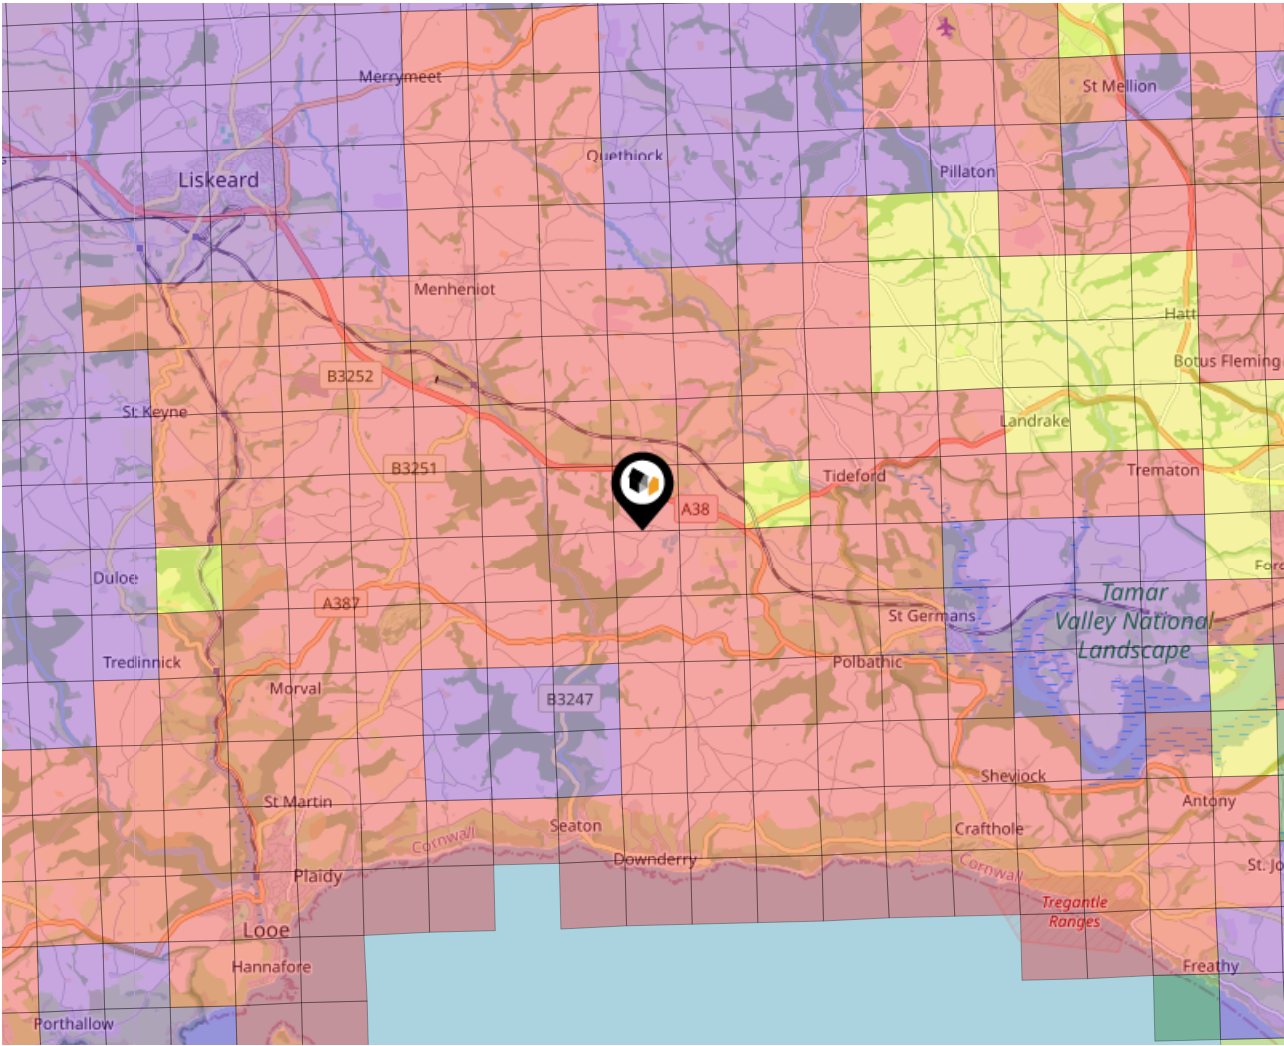 St Mellion
Merrymeet
Quethiock
Pillaton
Liskeard
Menheniot
Hatt
Botus Fleming
B3252
St Keyne
Landrake
B3251
Tideford
Trematon
A38
Duloe
Tamar
Valley National
Landscape
A387
St Germans
Tredinnick
Polbathic
Morval
B3247
Sheviock
St Martin
Antony
Seaton
Crafthole
Cornwall
Downderry
Cornwall
St. Jo
Plaidy
Tregantle
Ranges
Looe
Hannafore
Freathy
Porthallow